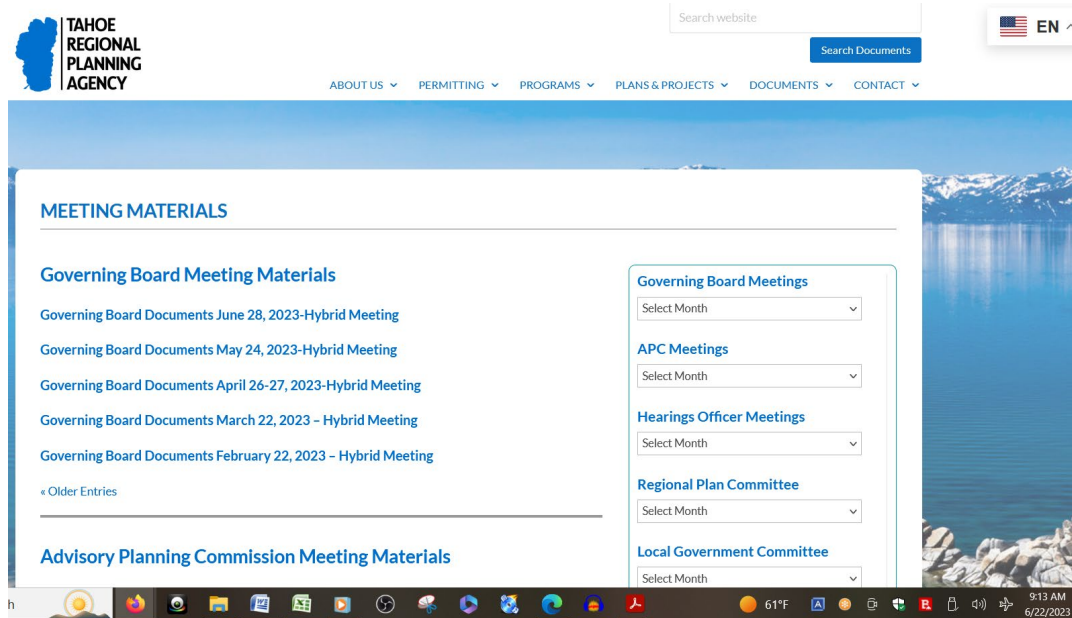 TAHOE
REGIONAL
PLANNING
AGENCY
Search website
Search Documents
EN
ABOUT US
PERMITTING
PROGRAMS
PLANS & PROJECTS
DOCUMENTS
CONTACT
MEETING MATERIALS
Governing Board Meeting Materials
Governing Board Documents June 28, 2023-Hybrid Meeting
Governing Board Documents May 24, 2023-Hybrid Meeting
Governing Board Documents April 26-27, 2023-Hybrid Meeting
Governing Board Documents March 22, 2023 – Hybrid Meeting
Governing Board Documents February 22, 2023 – Hybrid Meeting
« Older Entries
Advisory Planning Commission Meeting Materials
Governing Board Meetings
Select Month
APC Meetings
Select Month
Hearings Officer Meetings
Select Month
Regional Plan Committee
Select Month
Local Government Committee
Select Month
h
61°F
9:13 AM
6/22/2023